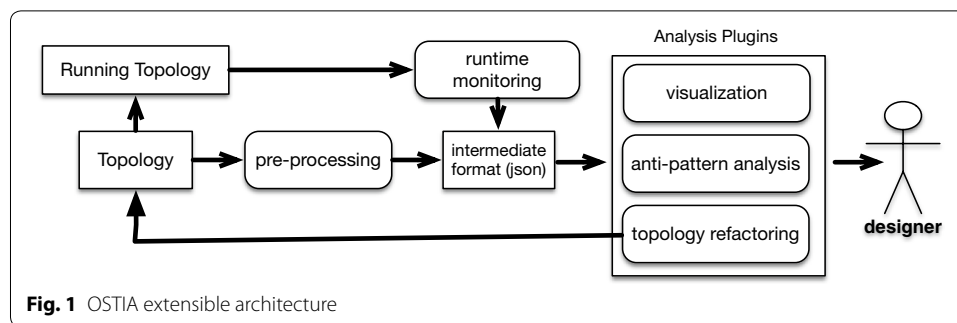 Analysis Plugins
Running Topology
runtime
monitoring
visualization
Topology
pre-processing
intermediate
format (json)
anti-pattern analysis
topology refactoring
designer
Fig. 1 OSTIA extensible architecture